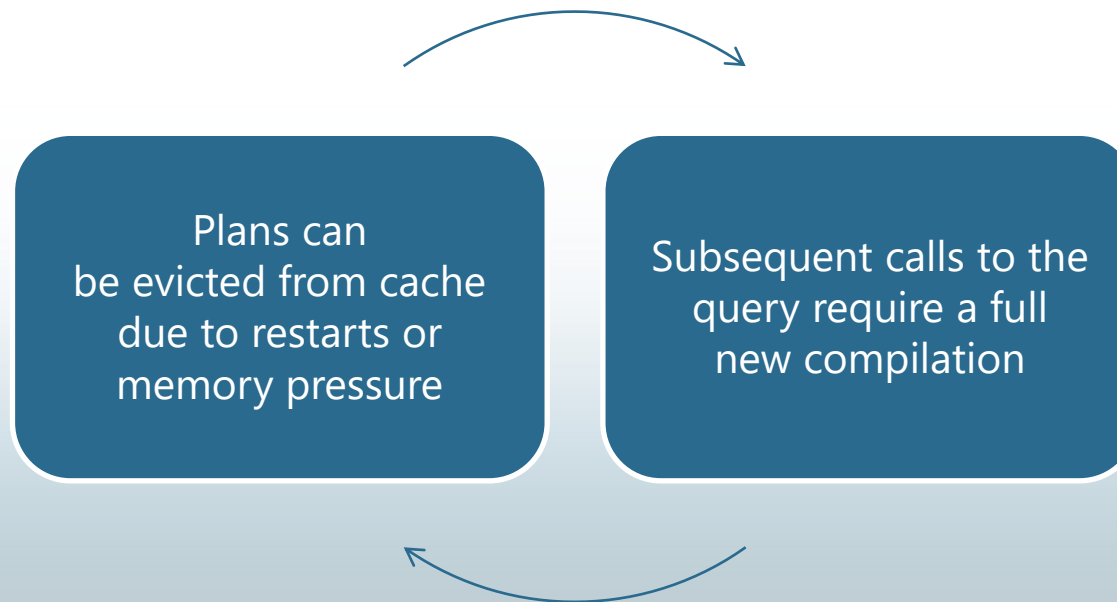 Plans can
be evicted from cache
due to restarts or
memory pressure
Subsequent calls to the
query require a full
new compilation